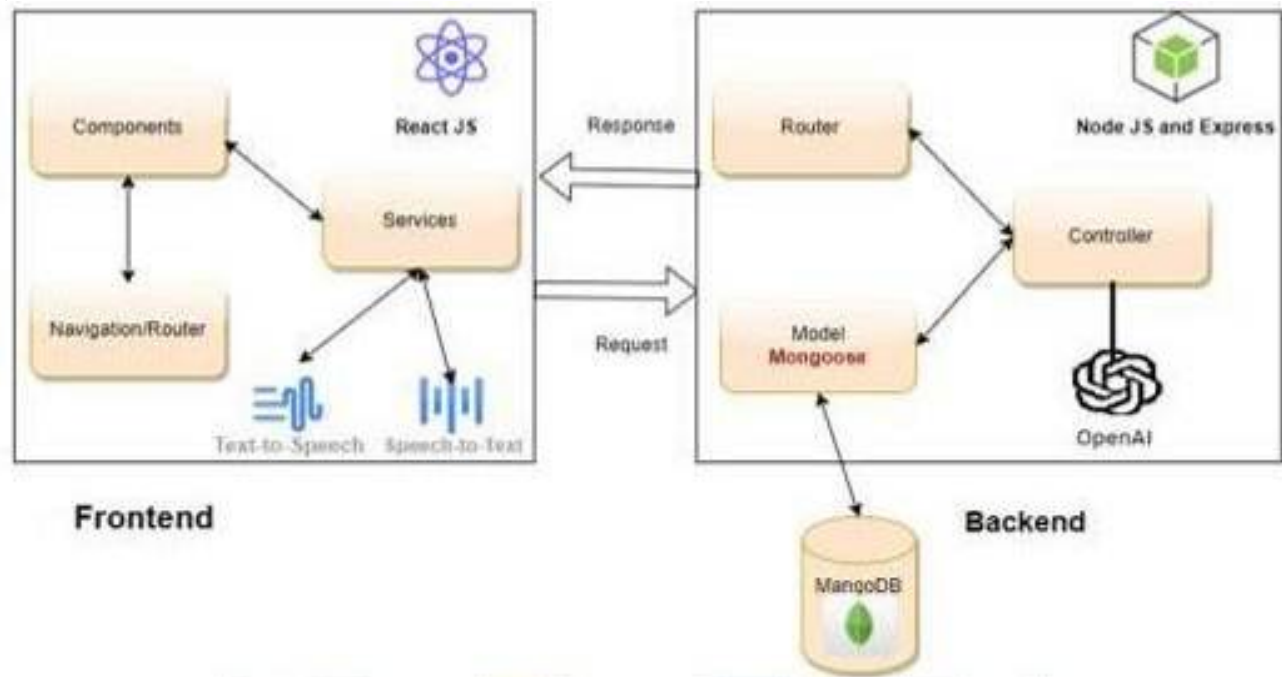 Components
React JS
Services
Navigation/Router
Text-to-Speech
Speech-to-Text
Frontend
Response
Request
Router
Node JS and Express
Controller
Model
Mongoose
OpenAI
Backend
MangoDB